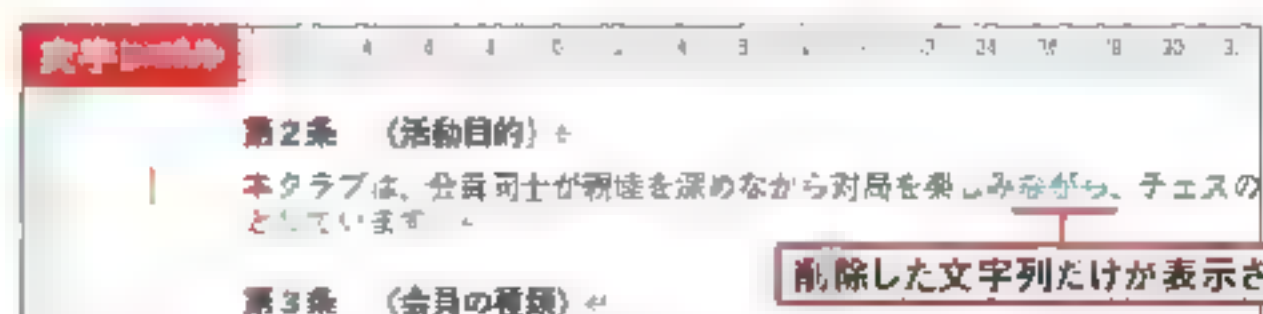 文字
第2条 （活動目的）
本クラブは、会員同士が親睦を深めながら対局を楽しみながら、チェスの
としています
削除した文字列だけが表示さ
第3条 （会員の種類）